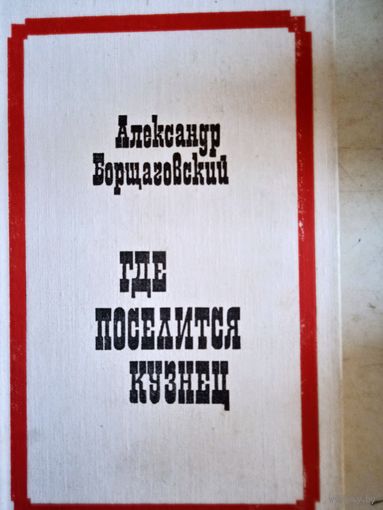 Александр
Борщаговский
ГДЕ
ПОСЕЛИТСЯ
КУЗНЕЦ